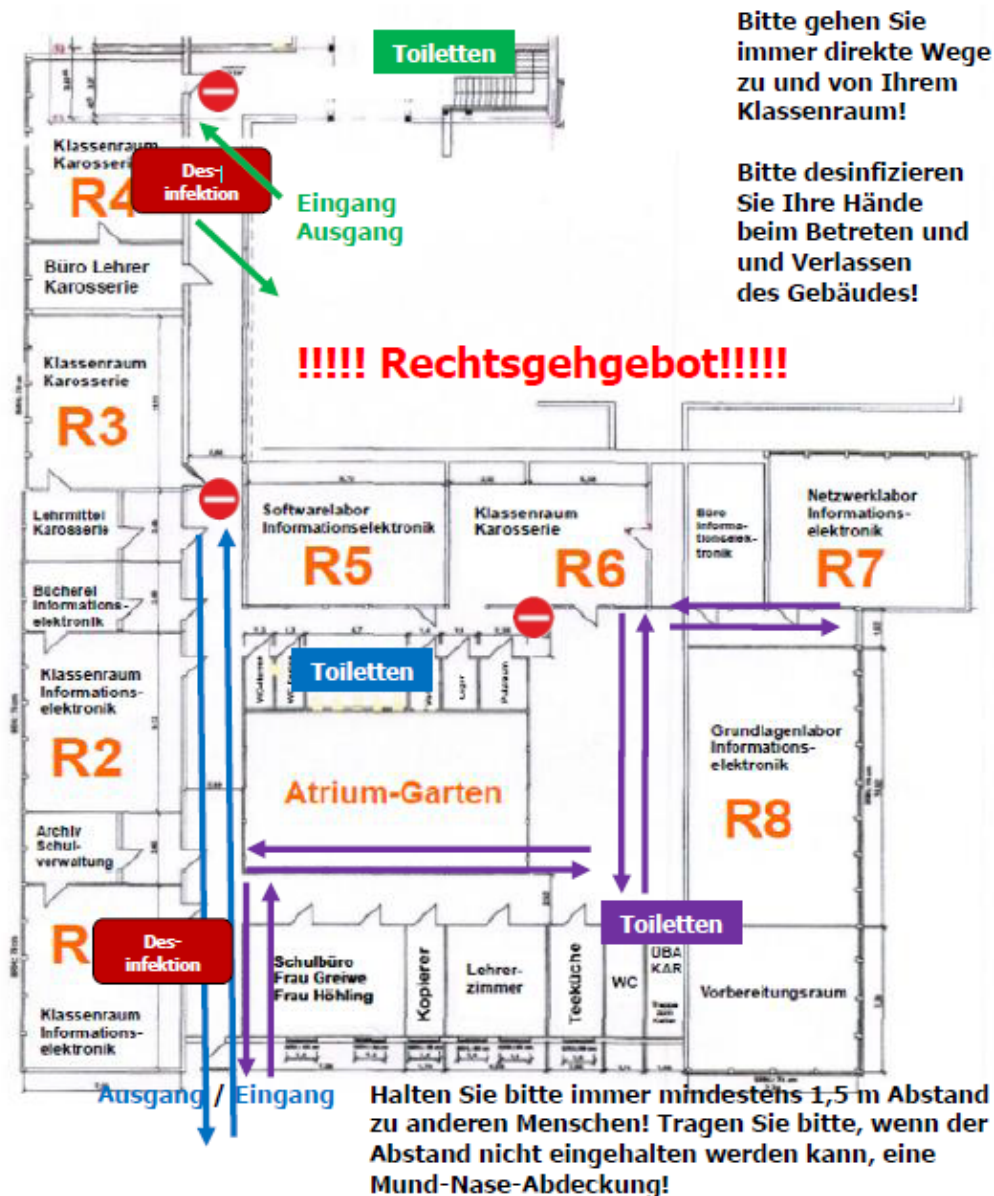 Toiletten
Bitte gehen Sie
immer direkte Wege
zu und von Ihrem
Klassenraum!
Bitte desinfizieren
Sie Ihre Hände
beim Betreten und
und Verlassen
des Gebäudes!
Klassenraum
Karosserie
R4
Des-
infektion
Eingang
Ausgang
Büro Lehrer
Karosserie
!!!!! Rechtsgehgebot!!!!!
Klassenraum
Karosserie
R3
Lehrmittel
Karosserie
Softwarelabor
Informationselektronik
R5
Klassenraum
Karosserie
R6
Büro
Informa-
tionselek-
tronik
Netzwerklabor
Informations-
elektronik
R7
Bücherei
Informations-
elektronik
Toiletten
Lager
Putzraum
Klassenraum
Informations-
elektronik
R2
Atrium-Garten
Grundlagenlabor
Informations-
elektronik
R8
Archiv
Schul-
verwaltung
R
Des-
infektion
Klassenraum
Informations-
elektronik
Schulbüro
Frau Greiwe
Frau Höhling
Kopierer
Lehrer-
zimmer
Teeküche
Toiletten
WC
ÜBA
KAR
Vorbereitungsraum
Ausgang / Eingang
Halten Sie bitte immer mindestens 1,5 m Abstand
zu anderen Menschen! Tragen Sie bitte, wenn der
Abstand nicht eingehalten werden kann, eine
Mund-Nase-Abdeckung!